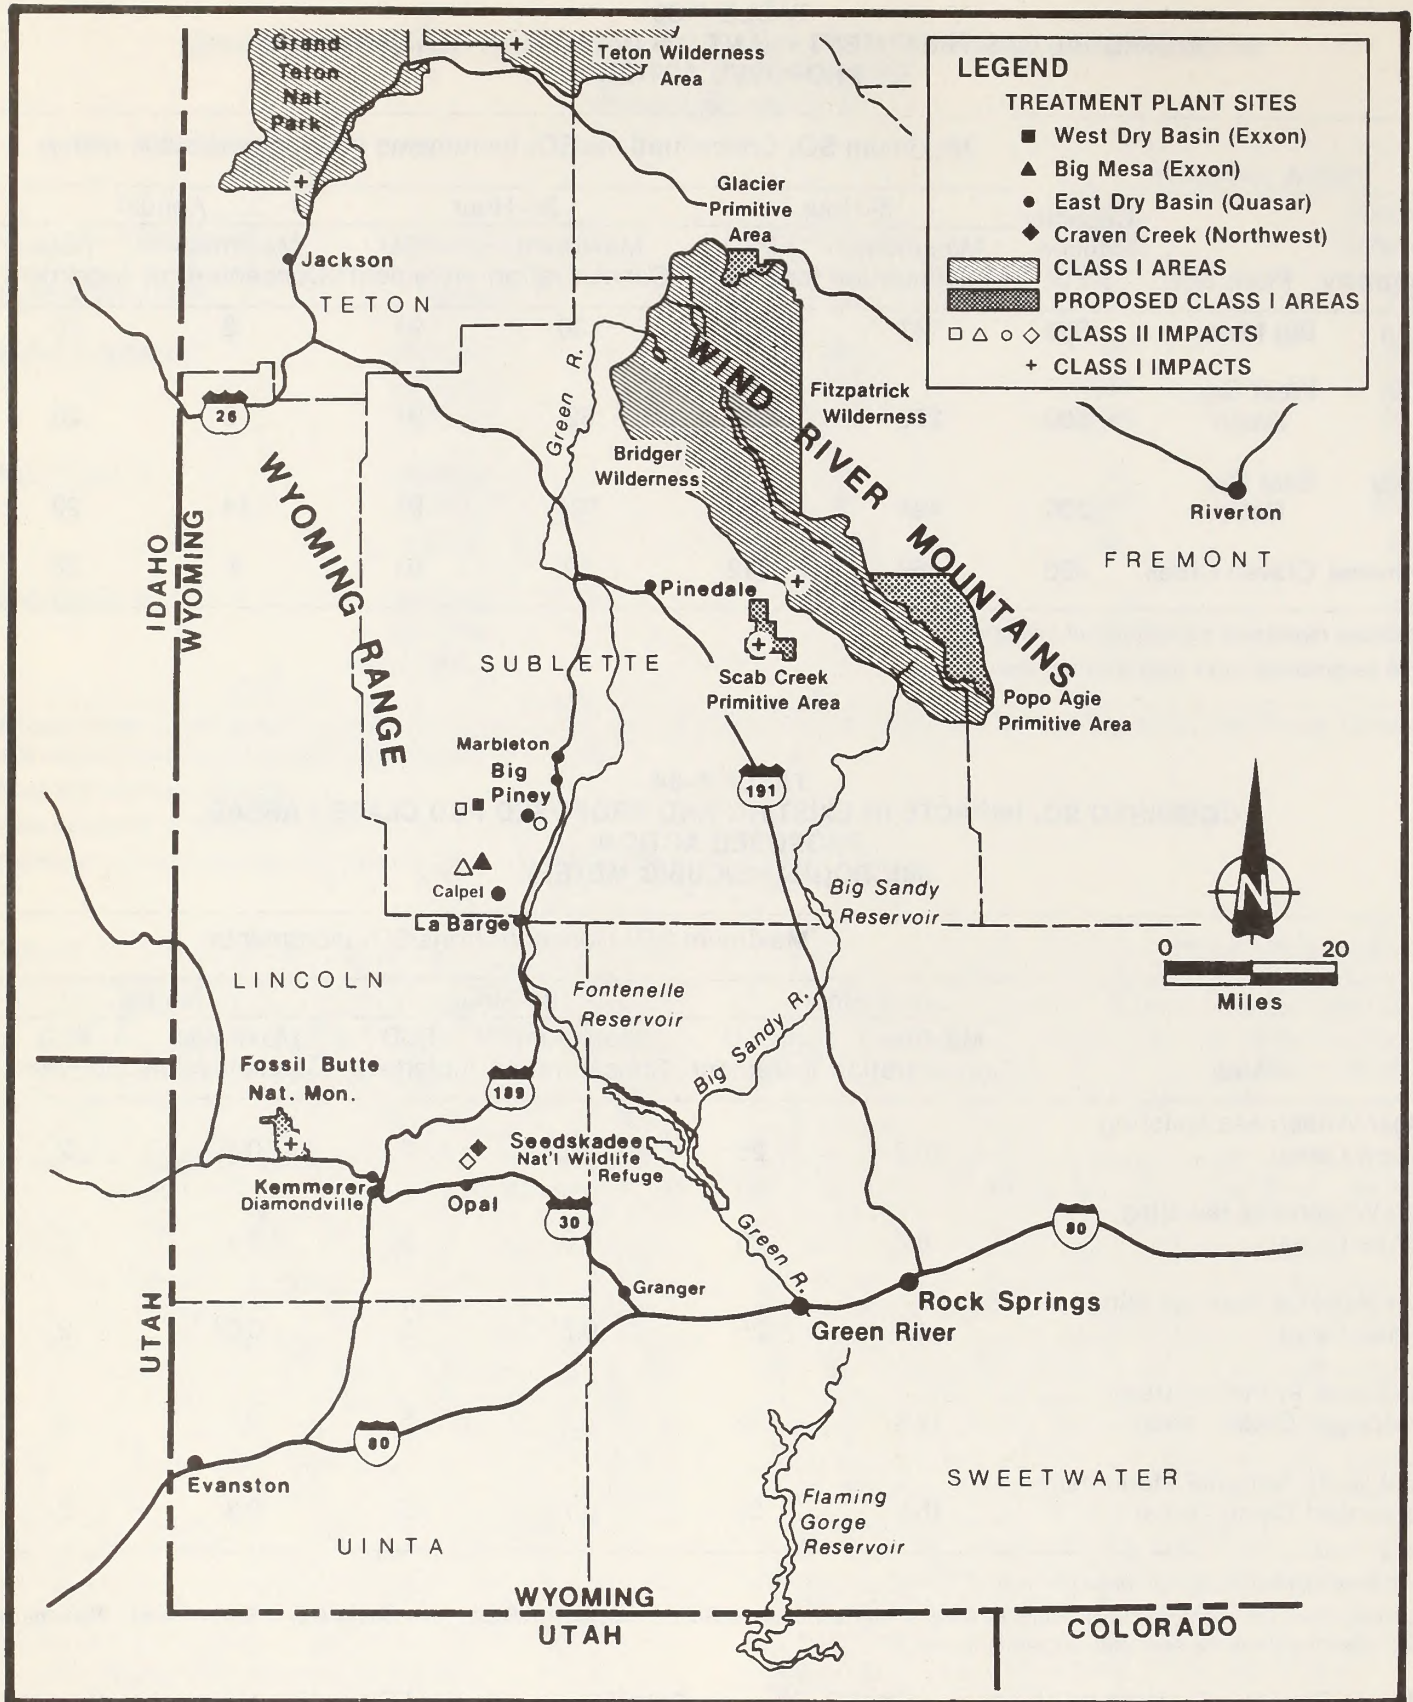 Grand
Teton
Nat.
Park
Teton Wilderness
Area
LEGEND
TREATMENT PLANT SITES
West Dry Basin (Exxon)
Big Mesa (Exxon)
East Dry Basin (Quasar)
Craven Creek (Northwest)
CLASS I AREAS
PROPOSED CLASS I AREAS
CLASS II IMPACTS
+ CLASS I IMPACTS
Glacier
Primitive
Area
Jackson
TETON
Green R.
26
WIND RIVER MOUNTAINS
Fitzpatrick
Wilderness
Bridger
Wilderness
WYOMING RANGE
IDAHO
WYOMING
Riverton
FREMONT
Pinedale
SUBLETTE
Scab Creek
Primitive Area
Popo Agie
Primitive Area
Marbleton
Big
Piney
191
Calpel
La Barge
Big Sandy
Reservoir
N
0 20
Miles
LINCOLN
Fontenelle
Reservoir
Big Sandy R.
Fossil Butte
Nat. Mon.
189
Seedskadee
Nat'l Wildlife
Refuge
Kemmerer
Diamondville
Opal
30
Green R.
80
Granger
Rock Springs
Green River
UTAH
80
Evanston
SWEETWATER
Flaming
Gorge
Reservoir
UINTA
WYOMING
UTAH
COLORADO